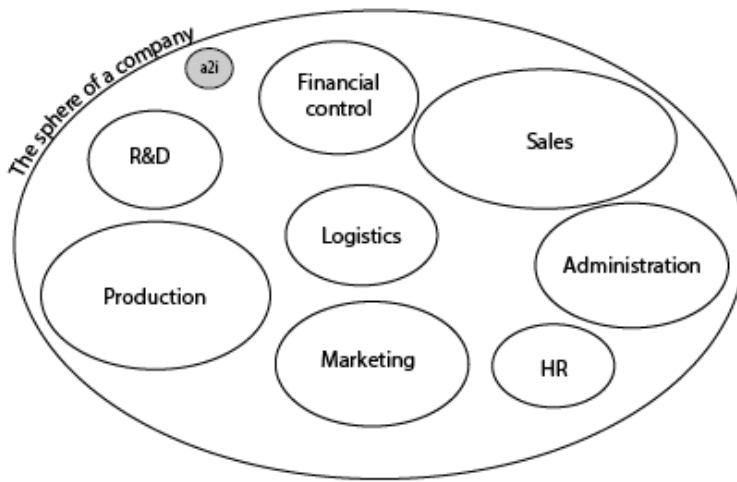 The sphere of a company
a2i
Financial
control
Sales
R&D
Logistics
Administration
Production
Marketing
HR